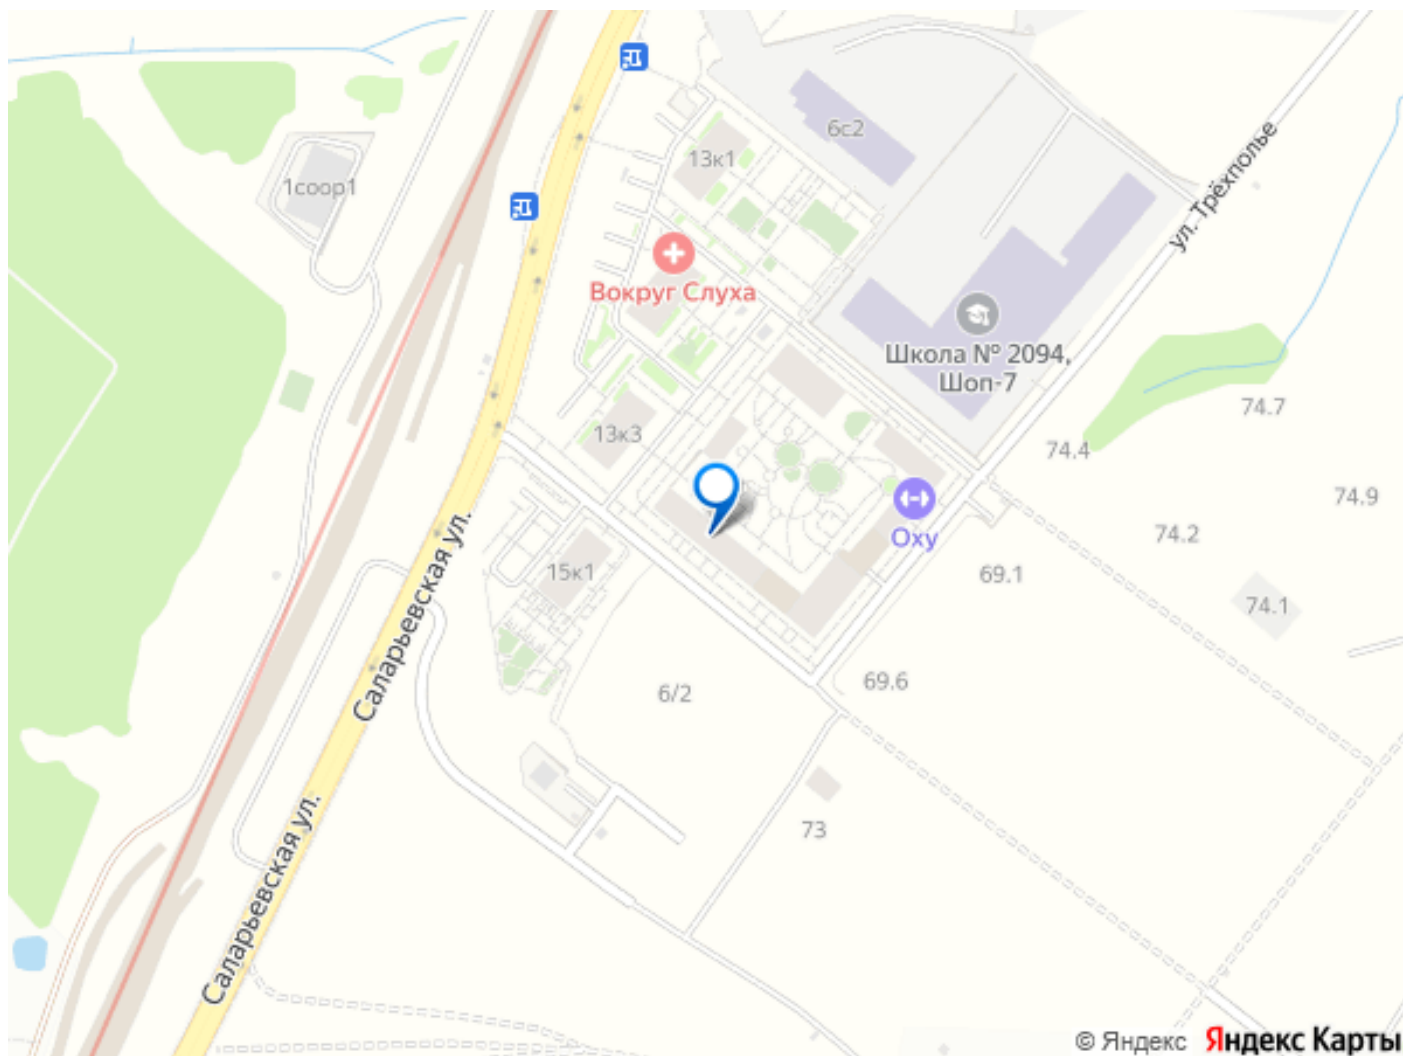 6с2
13к1
ул. Трёхполье
1соор1
Вокруг Слуха
Школа № 2094,
Шоп-7
74.7
13к3
74.4
74.9
Оху
74.2
15к1
69.1
74.1
Саларьевская ул.
69.6
6/2
73
Саларьевская ул.
© Яндекс Яндекс Карты